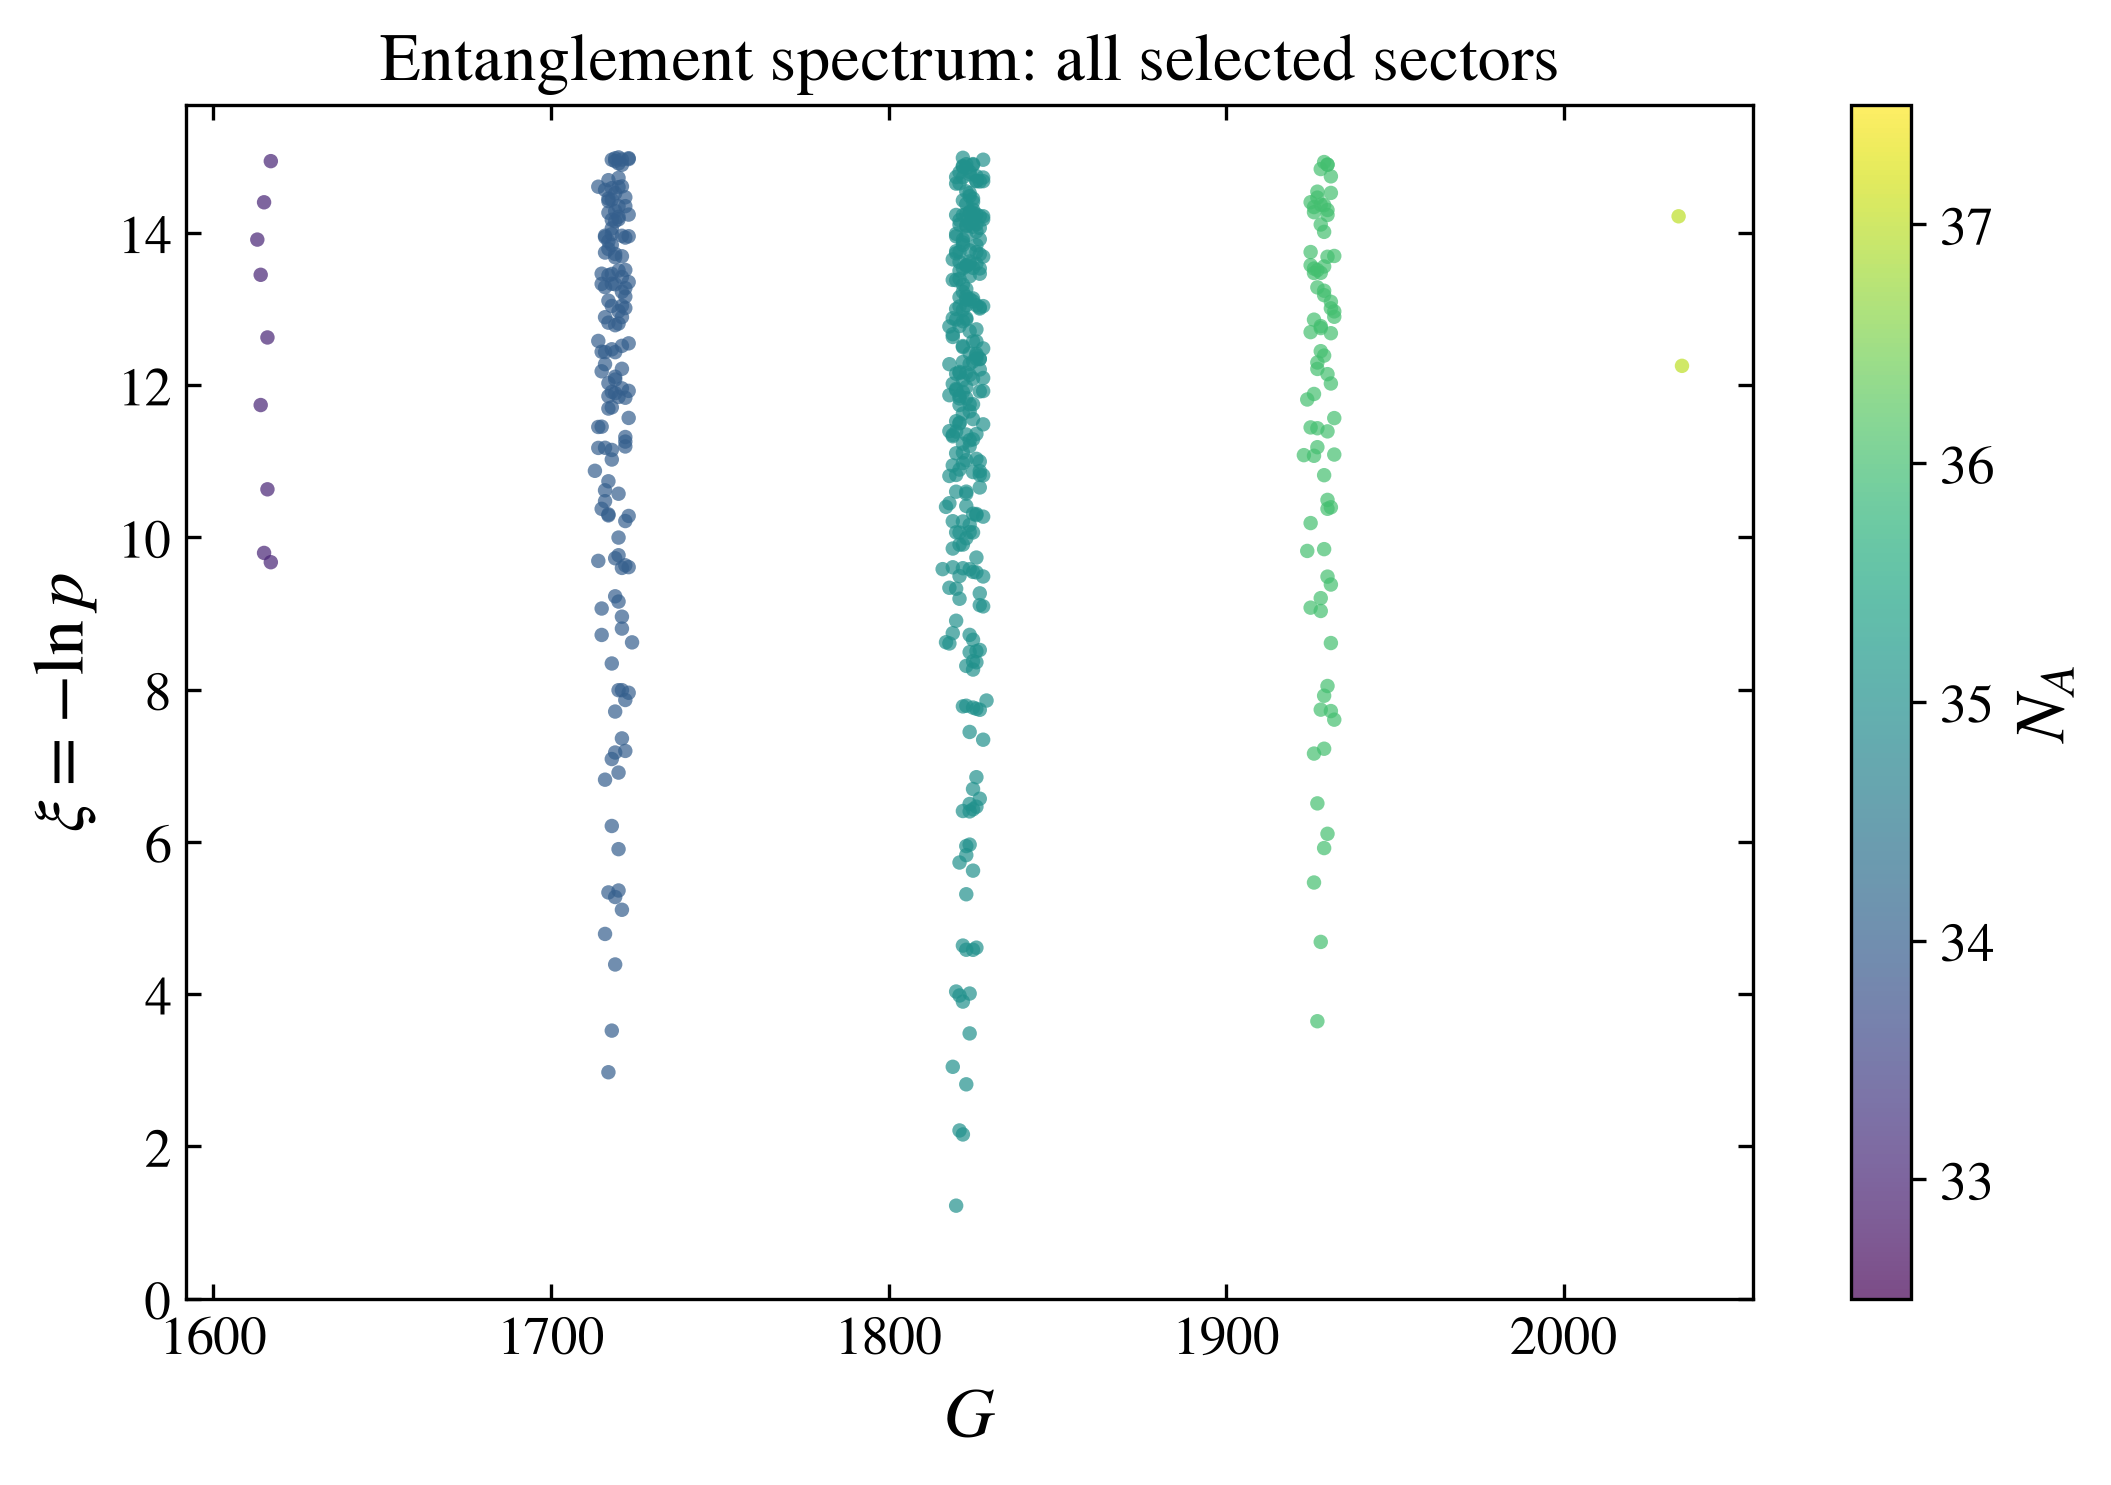 Entanglement spectrum: all selected sectors
ξ = −ln p
14
12
10
8
6
4
2
0
1600 1700 1800 1900 2000
G
37
36
35
34
33
N_A